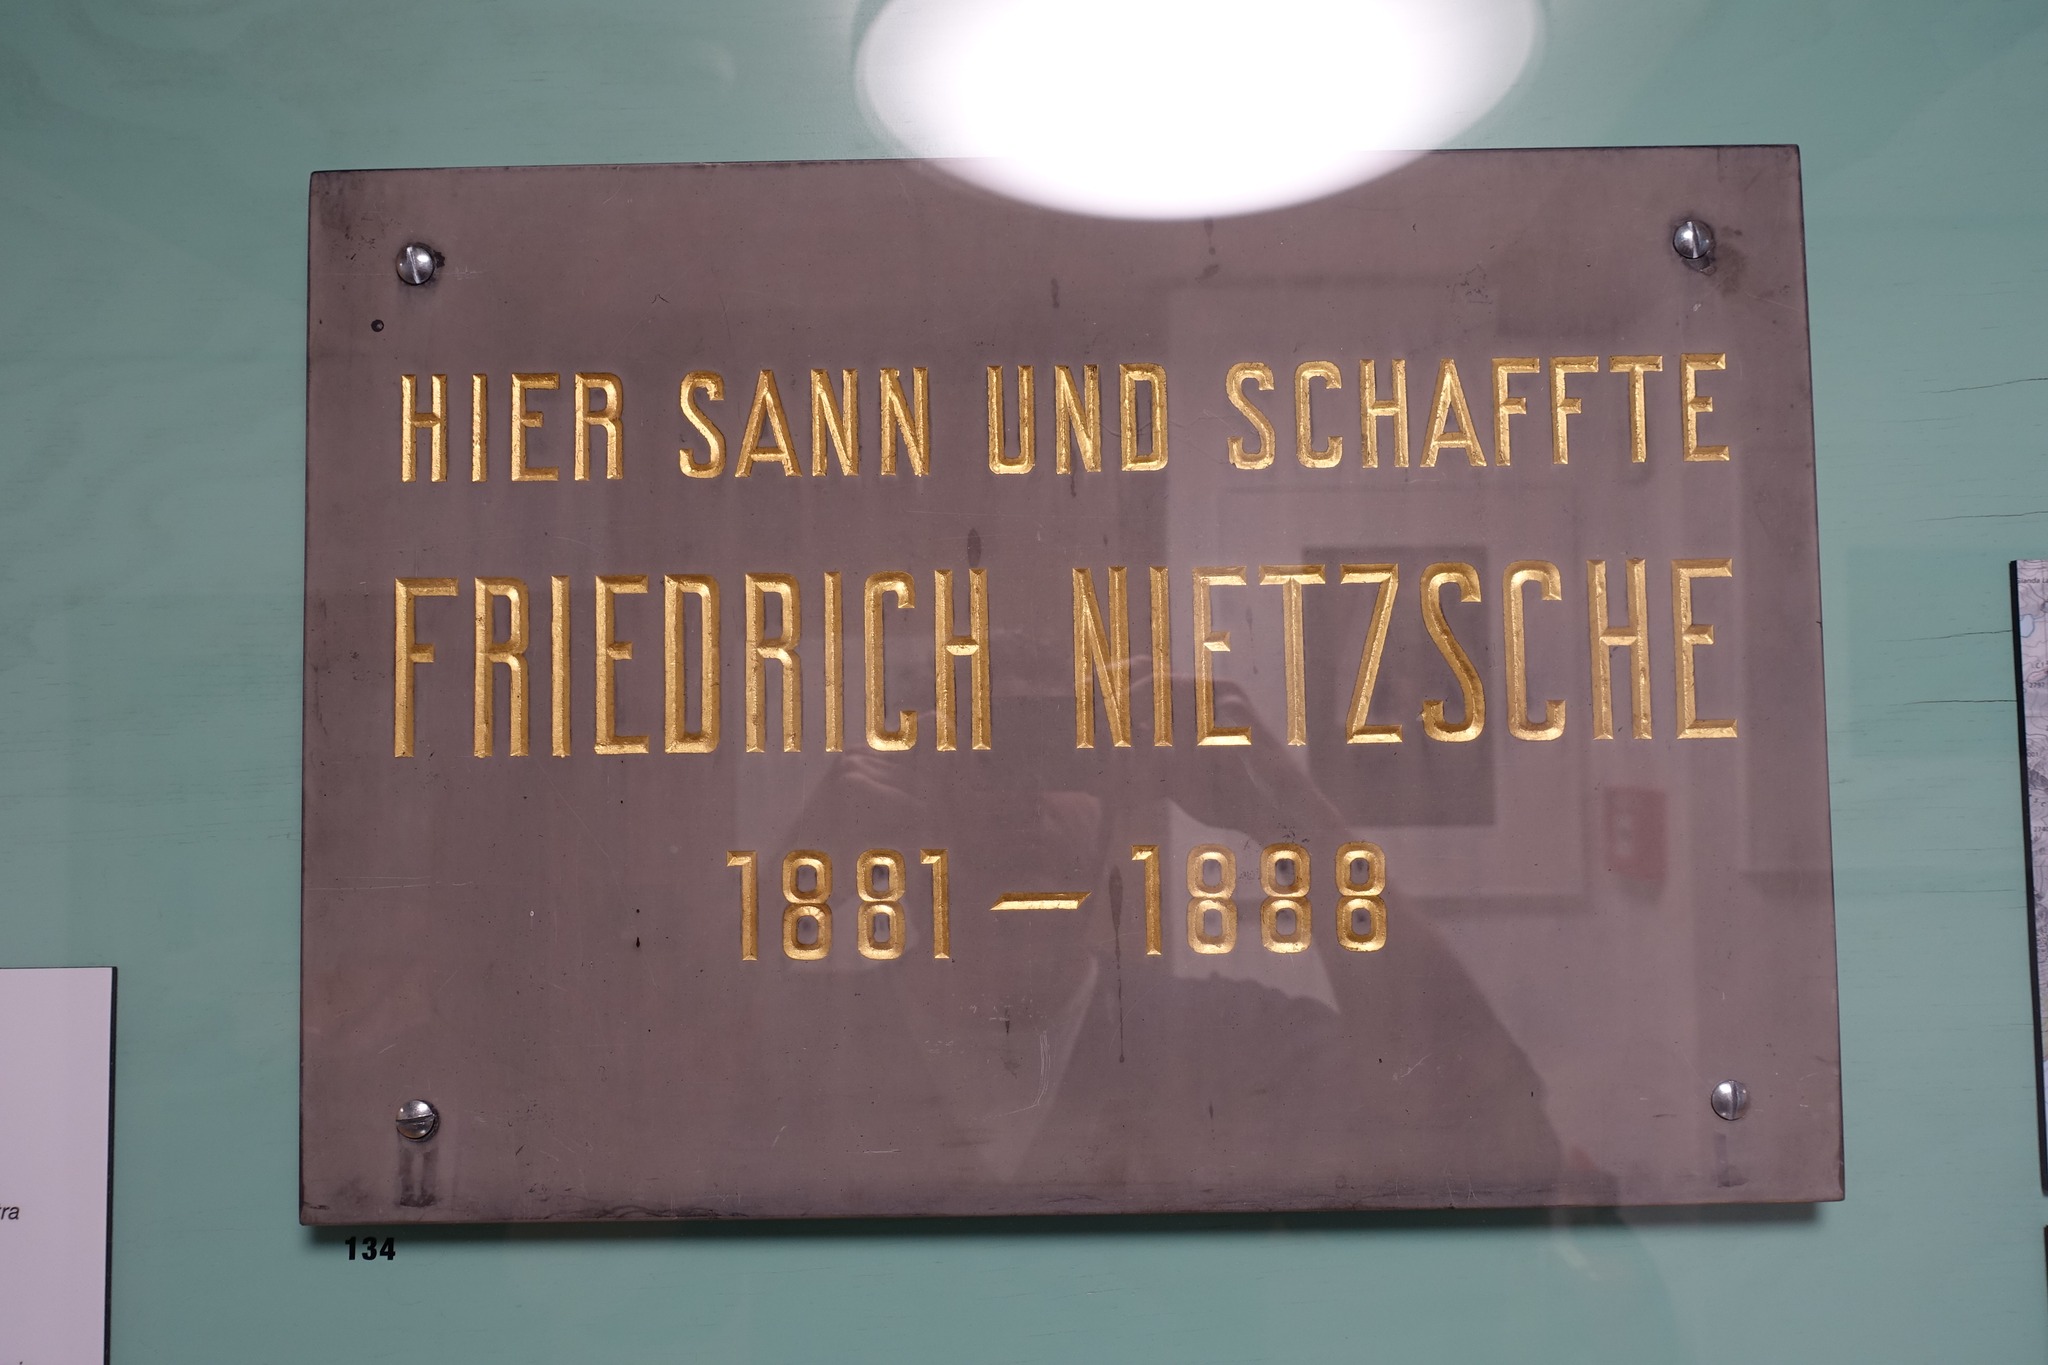 HIER SANN UND SCHAFFTE
FRIEDRICH NIETZSCHE
1881 — 1888
134